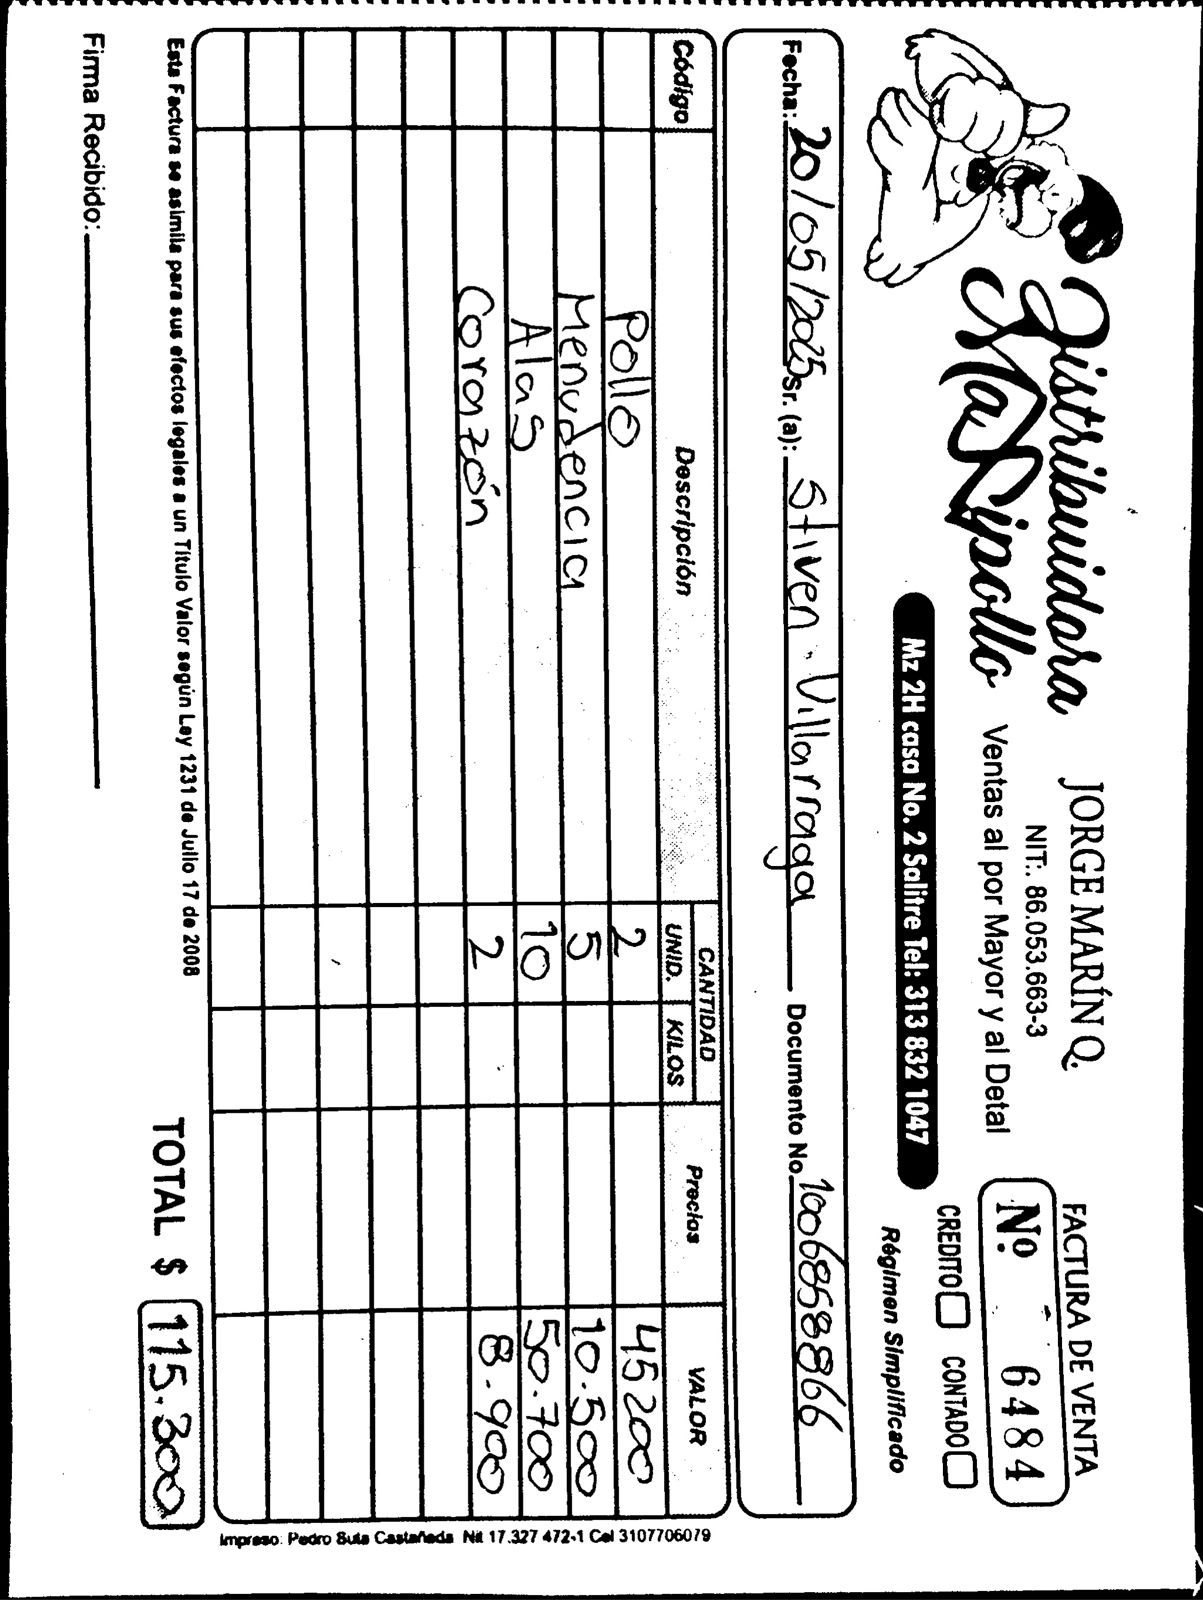 Distribuidora
Maxipollo
JORGE MARÍN Q.
NIT:. 86.053.663-3
Ventas al por Mayor y al Detal
Mz 2H casa No. 2 Salitre Tel: 313 832 1047
FACTURA DE VENTA
Nº 6484
CREDITO CONTADO
Régimen Simplificado
Fecha: 20/05/2025 Sr. (a): Stiven Villarraga Documento No. 1006858866
Código Descripción CANTIDAD Precios VALOR
UNID. KILOS
Pollo 2 45200
Menudencia 5 10.500
Alas 10 50.700
Corazón 2 8.900
Esta Factura se asimila para sus efectos legales a un Titulo Valor según Ley 1231 de Julio 17 de 2008
TOTAL $ 115.300
Firma Recibido:
Impreso: Pedro Suta Castañeda Nit 17.327 472-1 Cel 3107706079